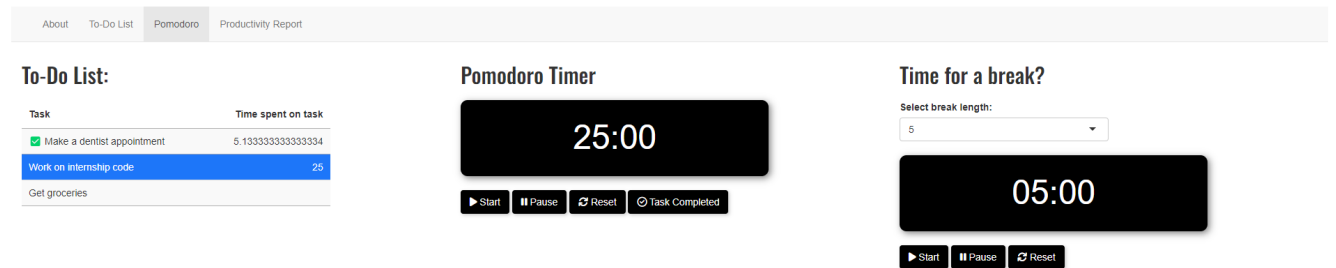 About To-Do List Pomodoro Productivity Report
To-Do List:
Task Time spent on task
Make a dentist appointment 5.133333333333334
Work on internship code 25
Get groceries
Pomodoro Timer
25:00
Start Pause Reset Task Completed
Time for a break?
Select break length:
5
05:00
Start Pause Reset